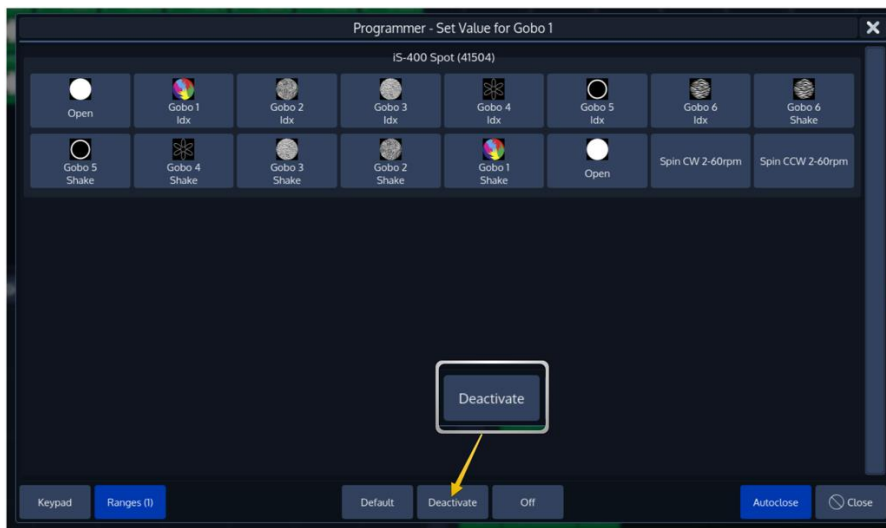 Programmer - Set Value for Gobo 1
iS-400 Spot (41504)
Open
Gobo 1
Idx
Gobo 2
Idx
Gobo 3
Idx
Gobo 4
Idx
Gobo 5
Idx
Gobo 6
Idx
Gobo 6
Shake
Gobo 5
Shake
Gobo 4
Shake
Gobo 3
Shake
Gobo 2
Shake
Gobo 1
Shake
Open
Spin CW 2-60rpm
Spin CCW 2-60rpm
Deactivate
Keypad
Ranges (1)
Default
Deactivate
Off
Autoclose
Close